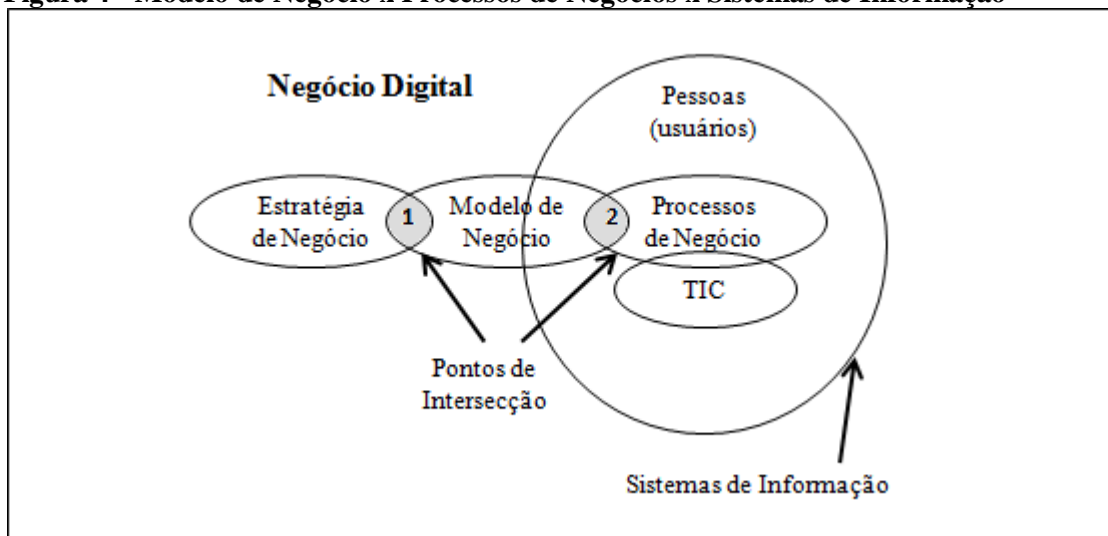 Figura 4 - Modelo de Negócio x Processos de Negócios x Sistemas de Informação
Negócio Digital
Pessoas
(usuários)
Estratégia
de Negócio
1
Modelo de
Negócio
2
Processos
de Negócio
TIC
Pontos de
Intersecção
Sistemas de Informação